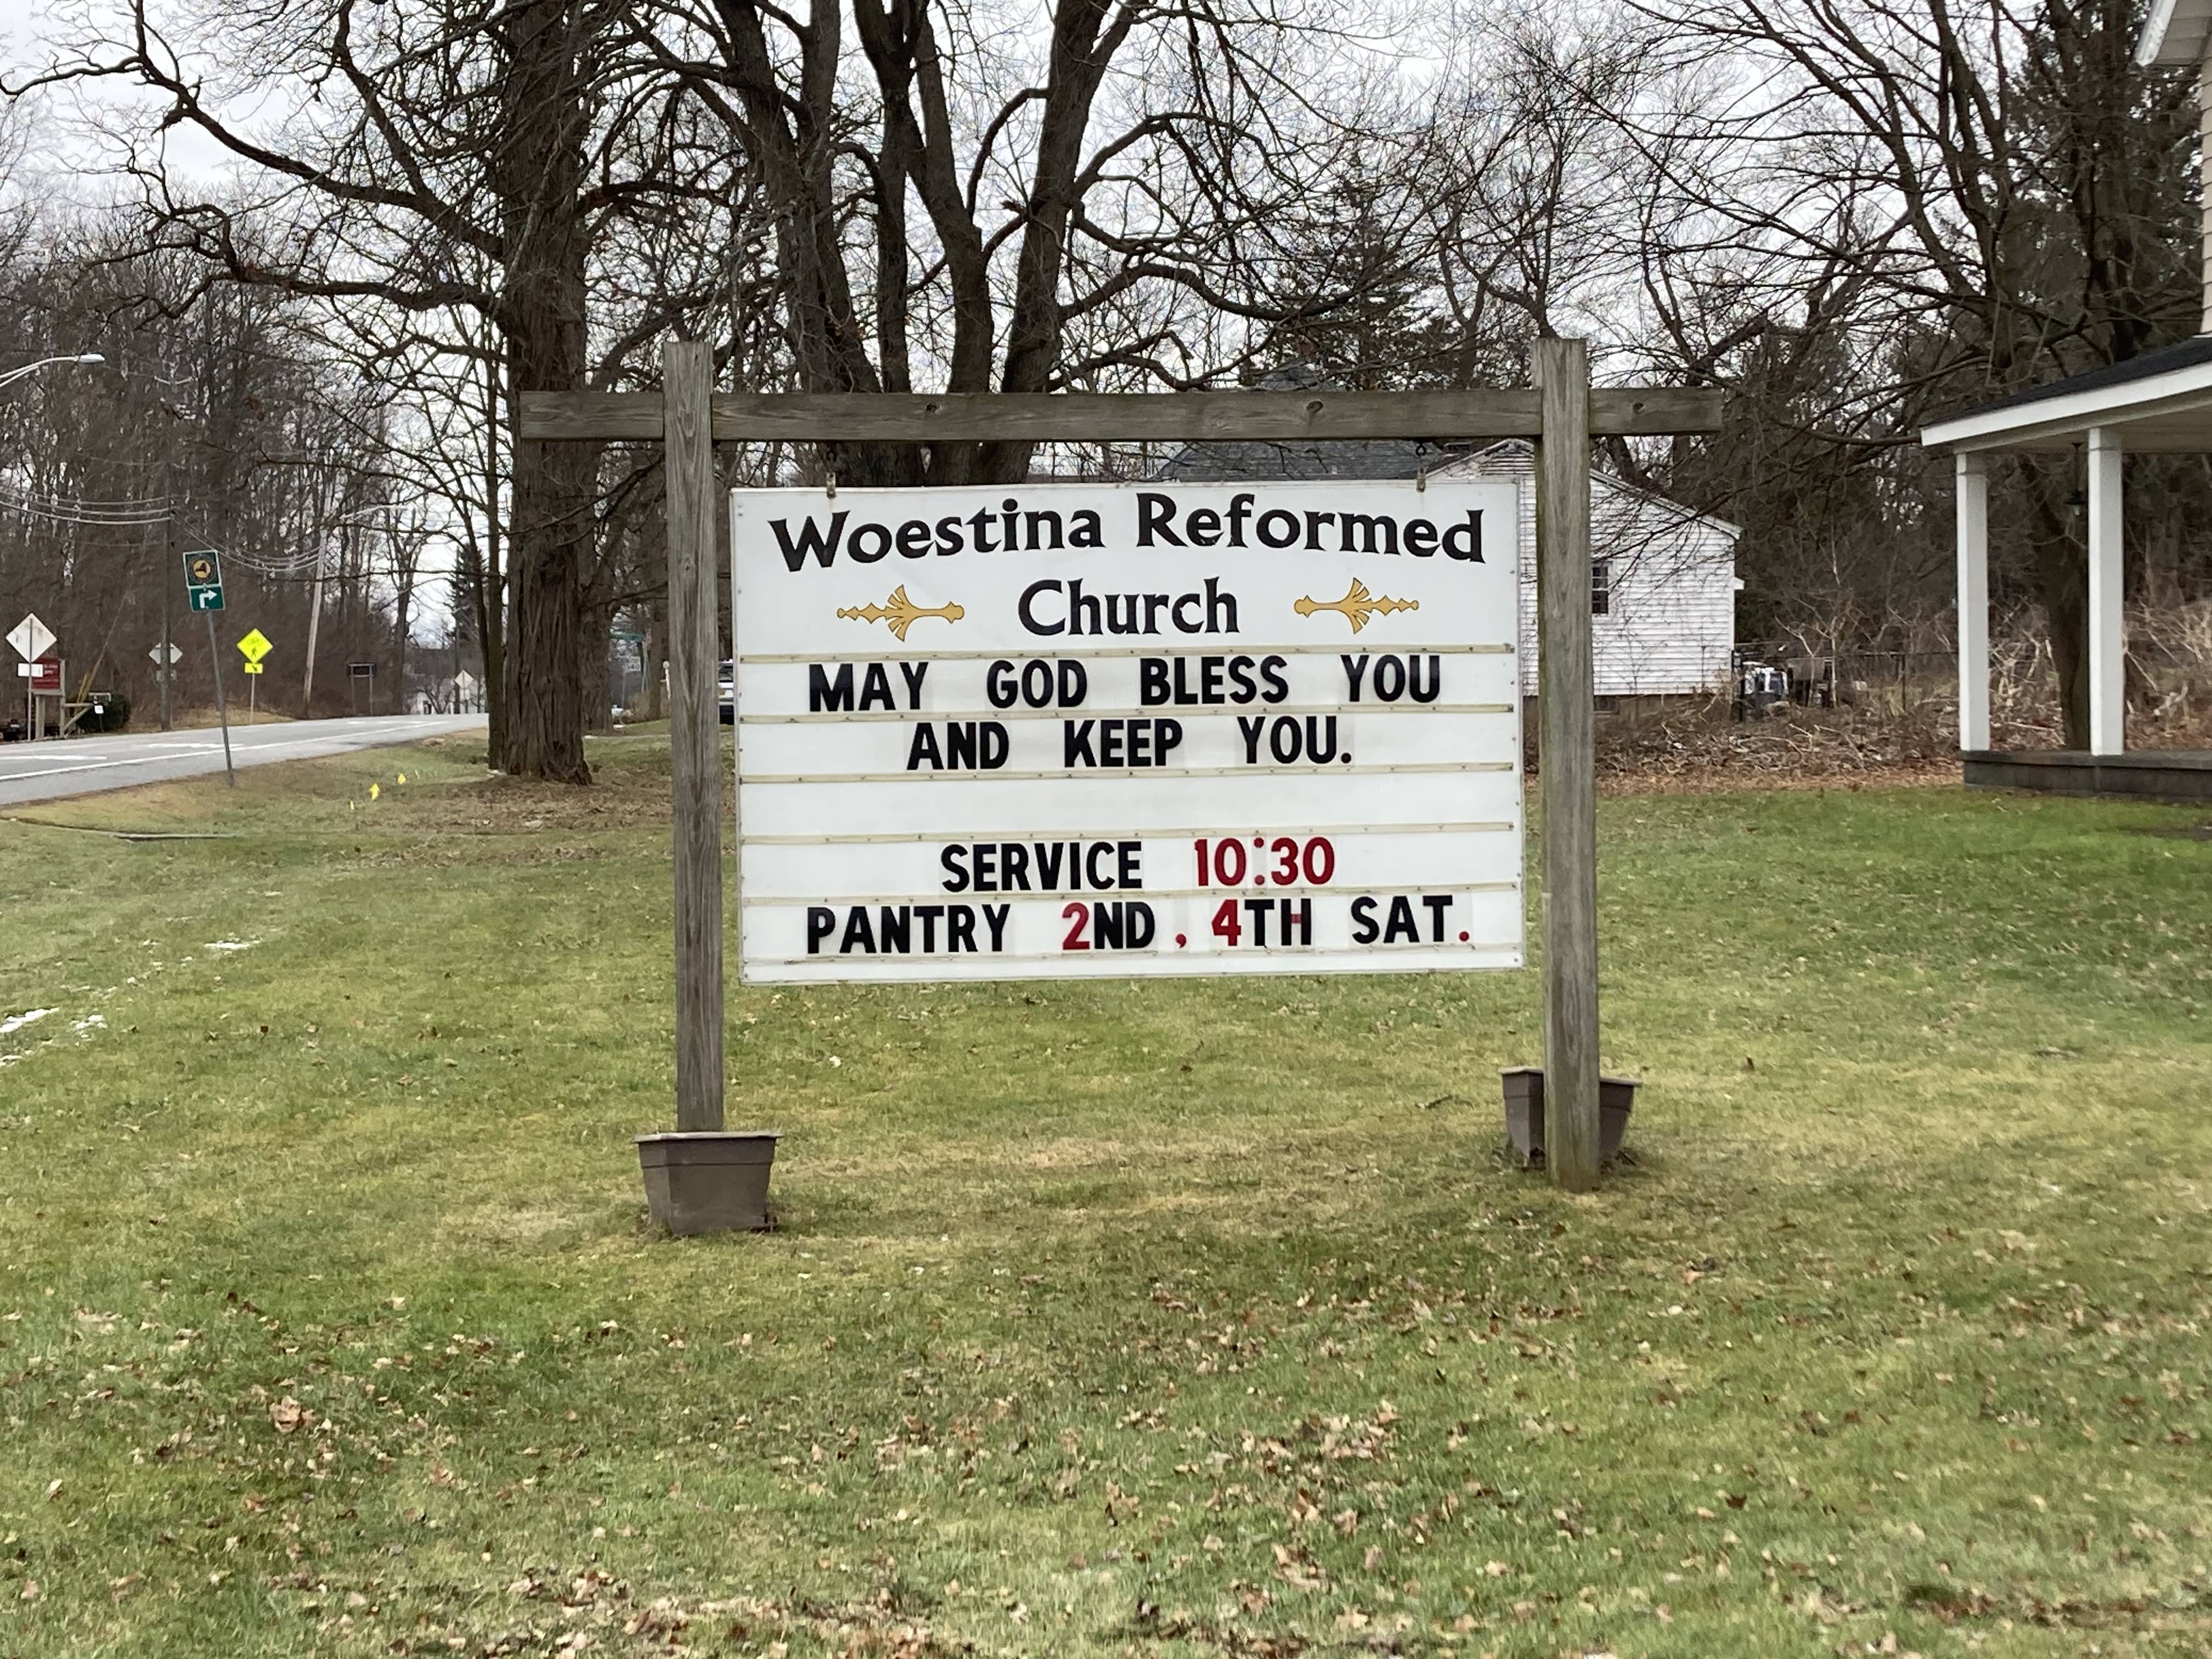 Woestina Reformed
Church
MAY GOD BLESS YOU
AND KEEP YOU.
SERVICE 10:30
PANTRY 2ND, 4TH SAT.